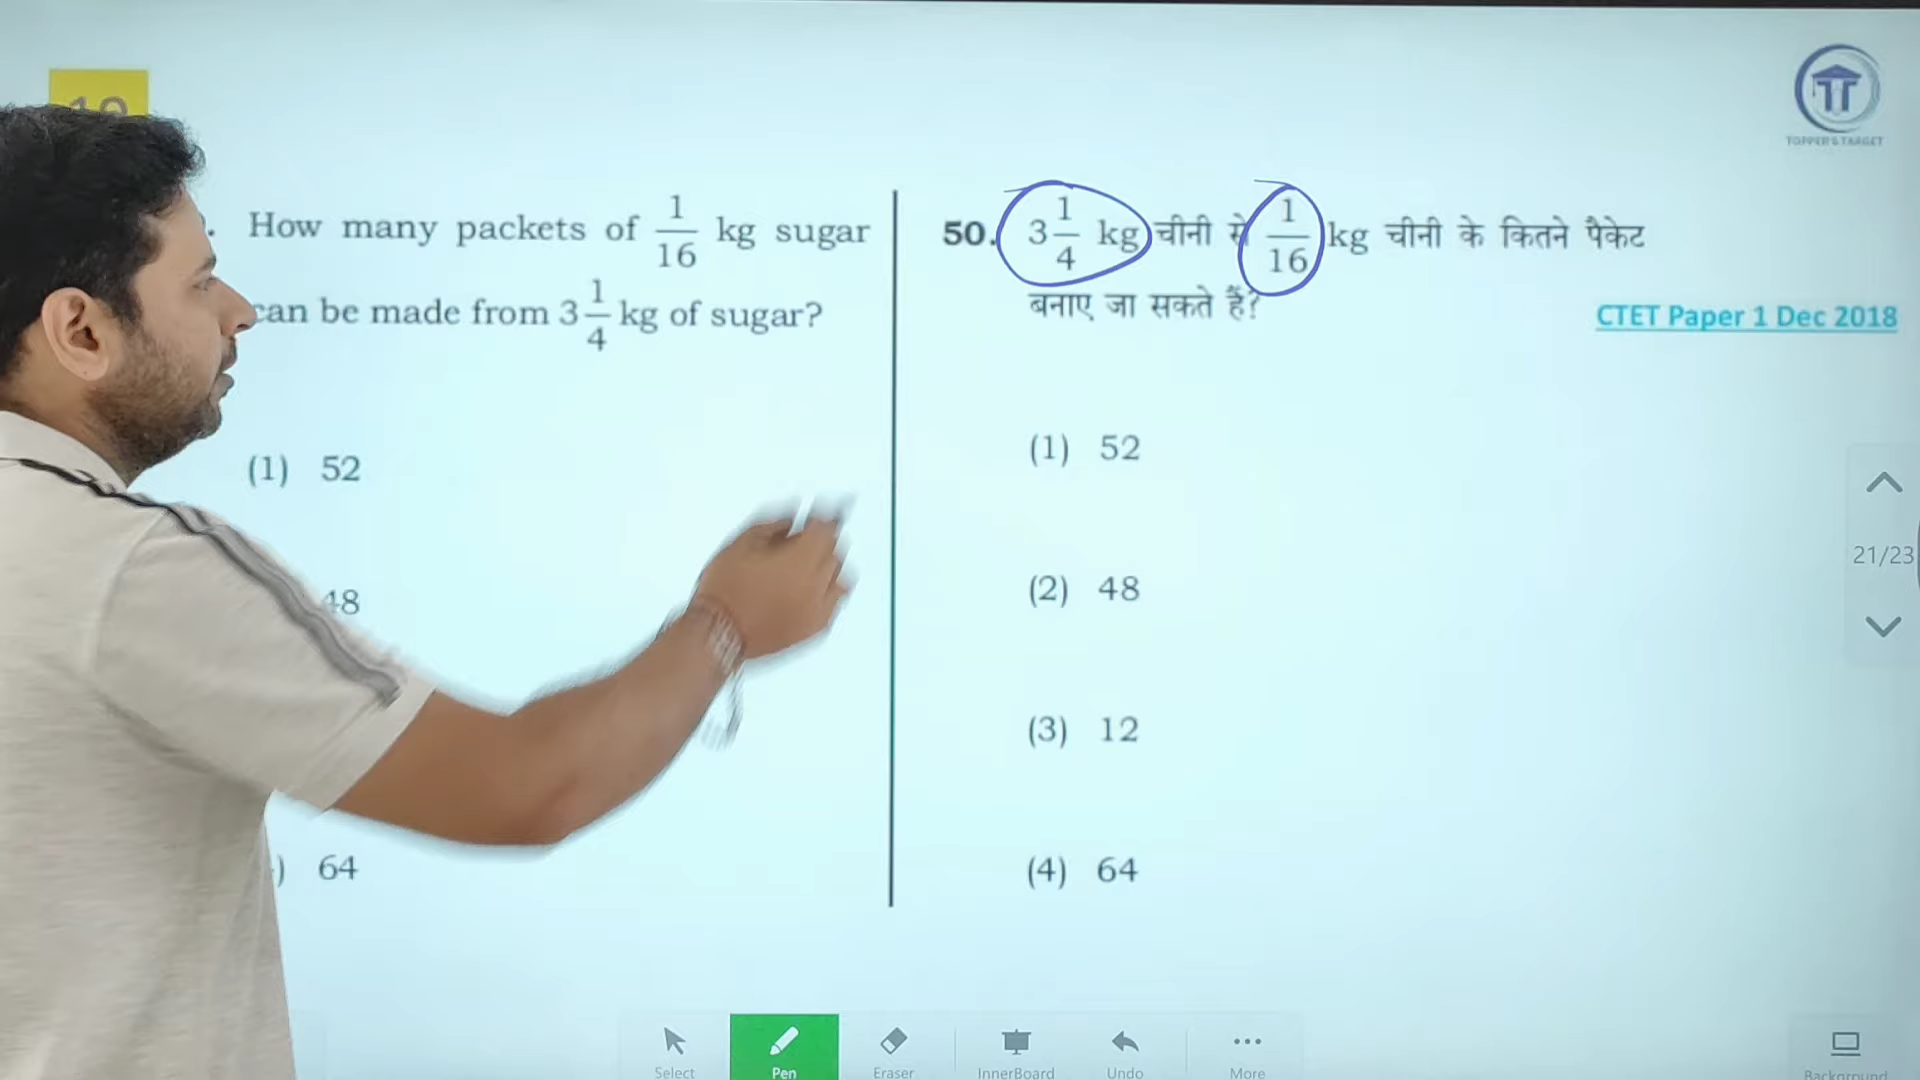 How many packets of 1/16 kg sugar
can be made from 3 1/4 kg of sugar?
(1) 52
48
) 64
50. 3 1/4 kg चीनी से 1/16 kg चीनी के कितने पैकेट
बनाए जा सकते हैं?
CTET Paper 1 Dec 2018
(1) 52
(2) 48
(3) 12
(4) 64
TOPPERS TARGET
21/23
Select
Pen
Eraser
InnerBoard
Undo
More
Background